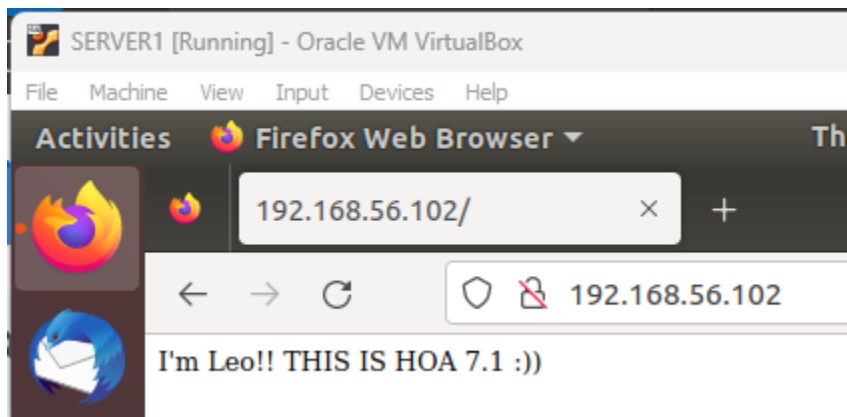 SERVER1 [Running] - Oracle VM VirtualBox
File Machine View Input Devices Help
Activities Firefox Web Browser Th
192.168.56.102/
192.168.56.102
I'm Leo!! THIS IS HOA 7.1 :))